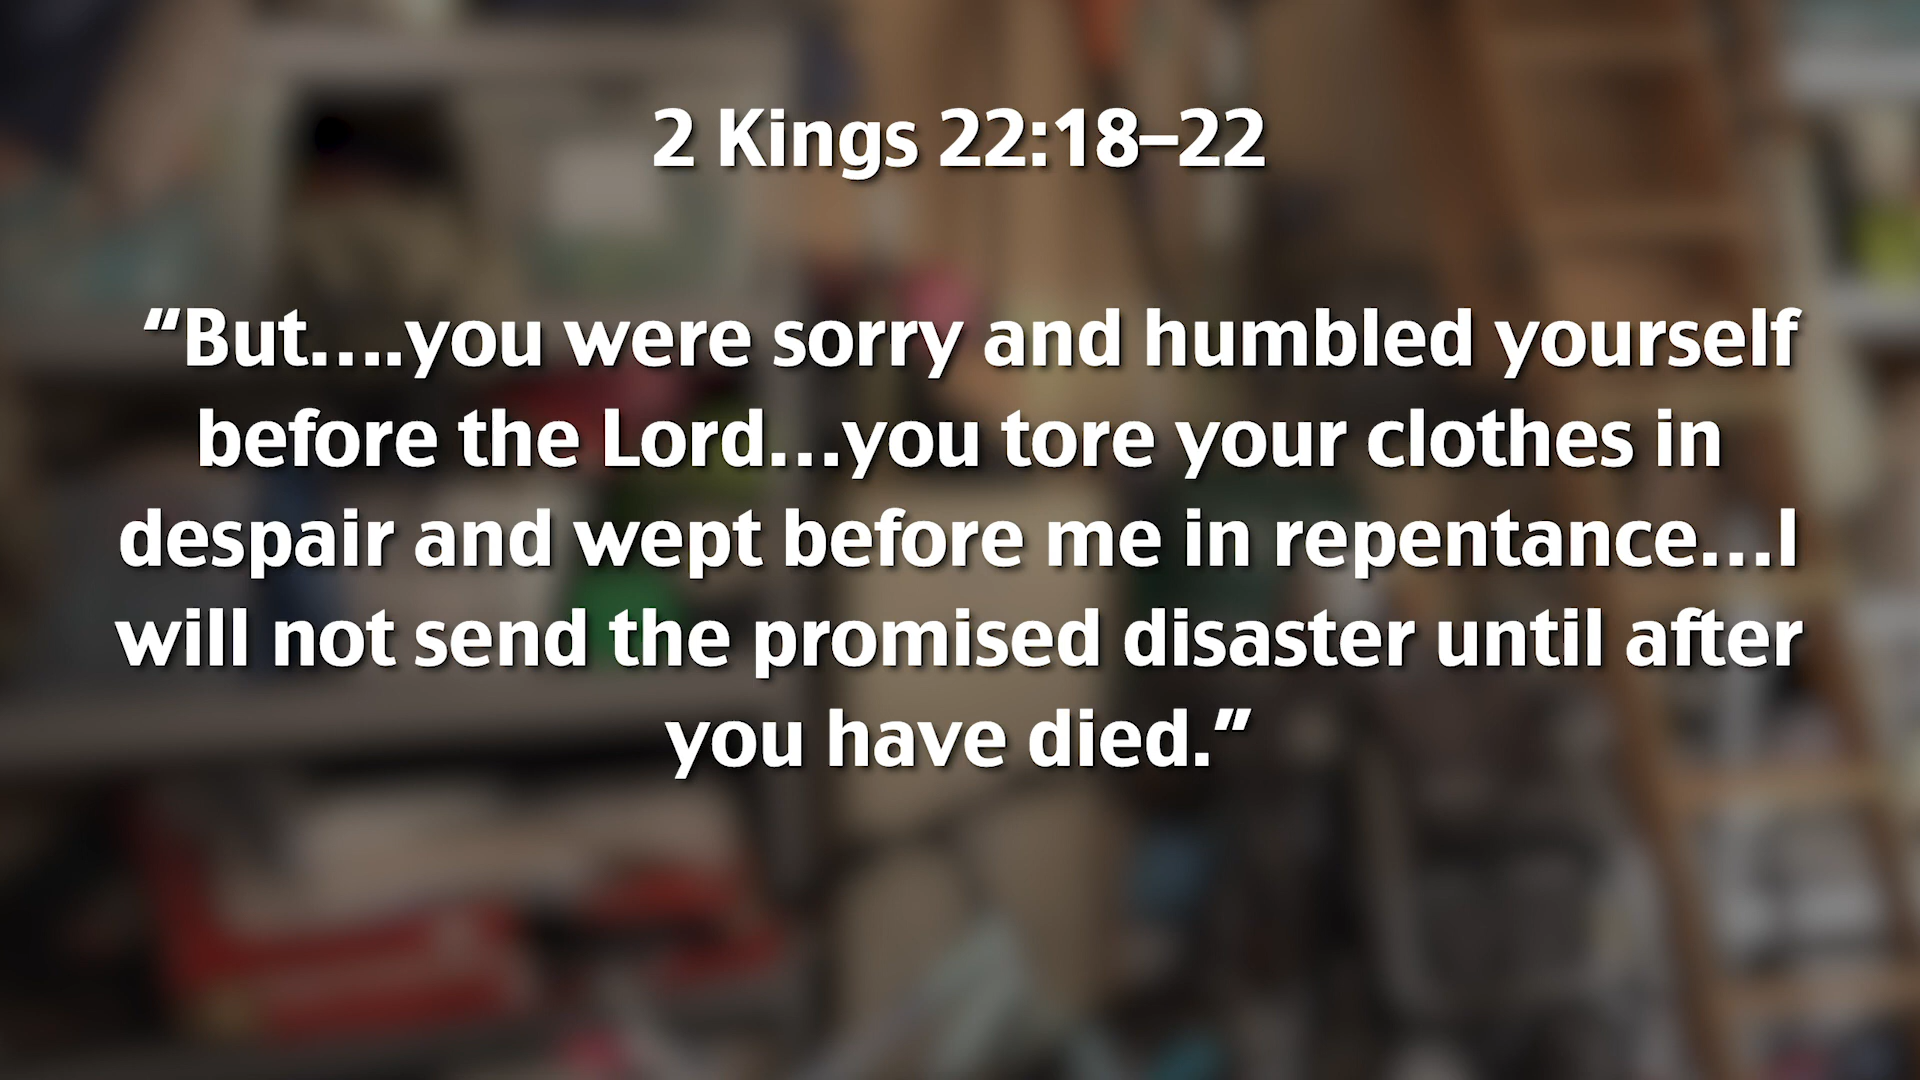 2 Kings 22:18–22
“But....you were sorry and humbled yourself
before the Lord...you tore your clothes in
despair and wept before me in repentance...I
will not send the promised disaster until after
you have died.”